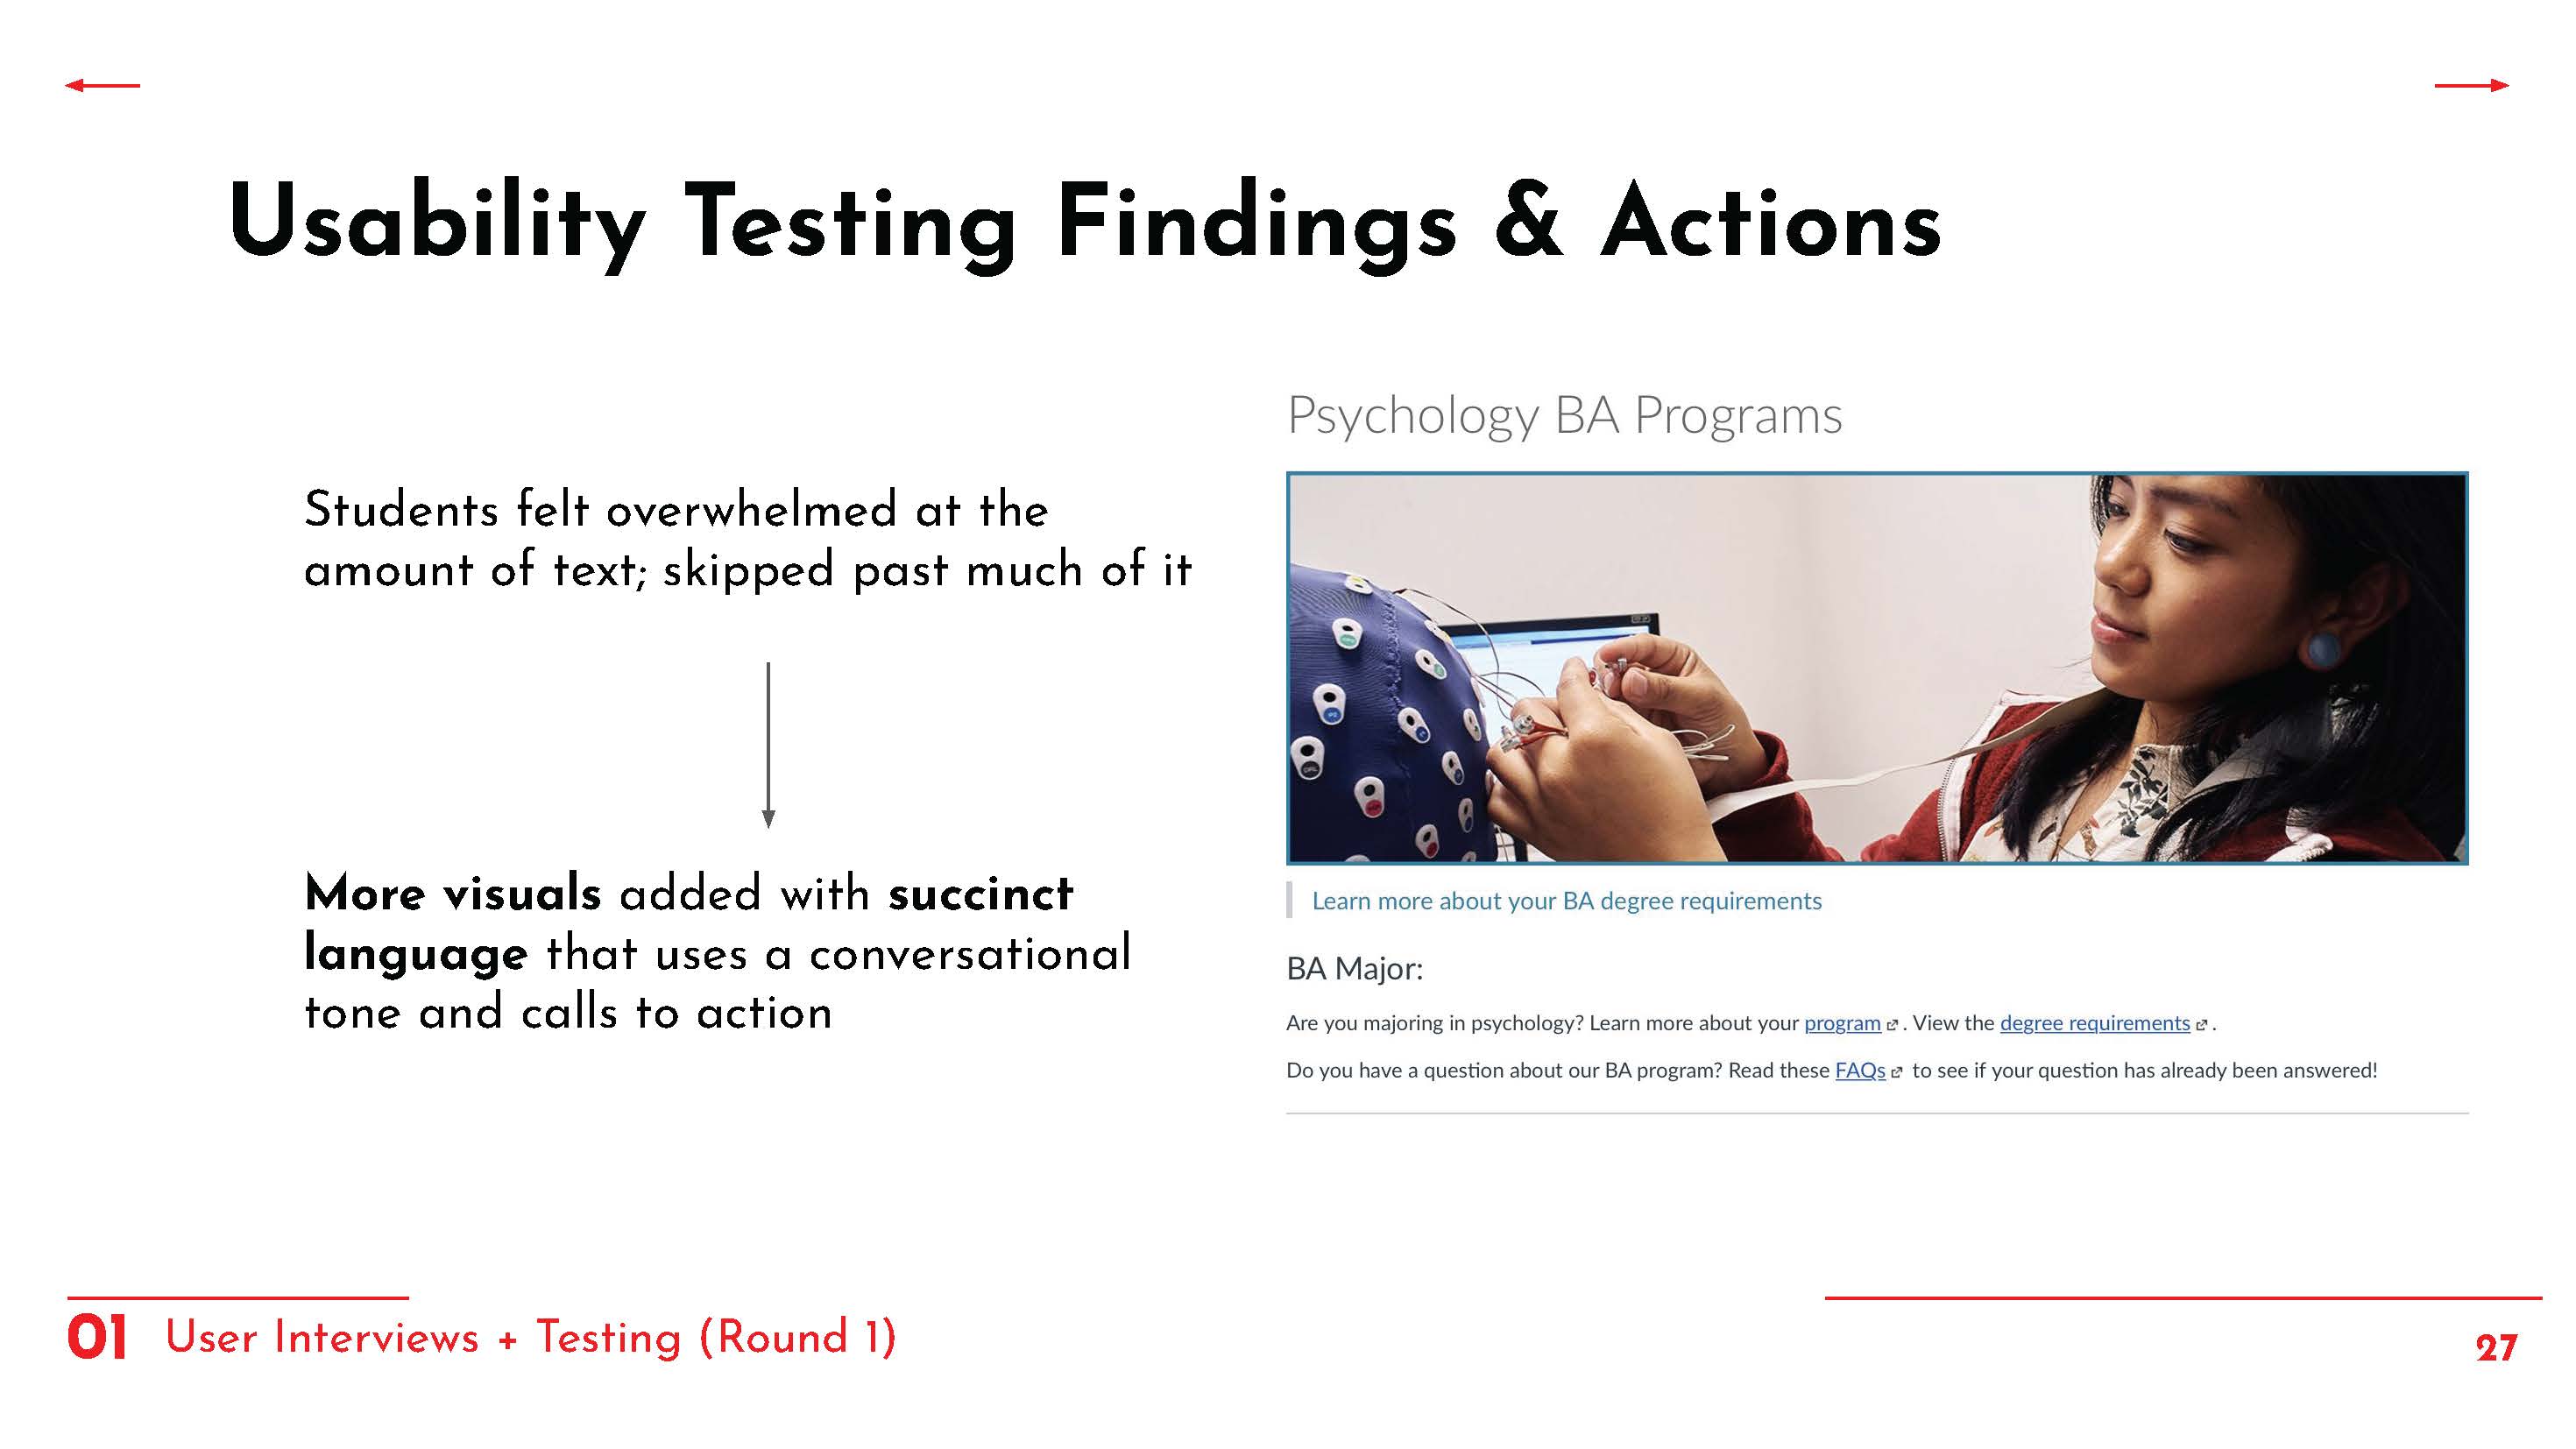 Usability Testing Findings & Actions
Students felt overwhelmed at the
amount of text; skipped past much of it
More visuals added with succinct
language that uses a conversational
tone and calls to action
Psychology BA Programs
Learn more about your BA degree requirements
BA Major:
Are you majoring in psychology? Learn more about your program. View the degree requirements.
Do you have a question about our BA program? Read these FAQs to see if your question has already been answered!
01 User Interviews + Testing (Round 1)
27